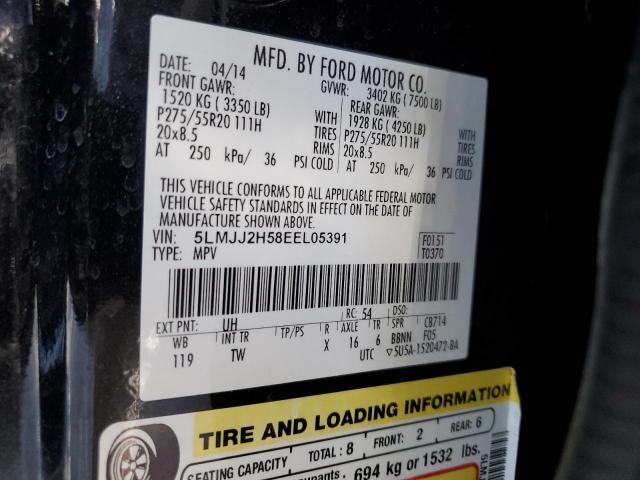 MFD. BY FORD MOTOR CO.
DATE: 04/14 GVWR: 3402 KG ( 7500 LB)
FRONT GAWR: REAR GAWR:
1520 KG ( 3350 LB) WITH 1928 KG ( 4250 LB) WITH
P275/55R20 111H TIRES P275/55R20 111H TIRES
20x8.5 RIMS 20x8.5 RIMS
AT 250 kPa/ 36 PSI COLD AT 250 kPa/ 36 PSI COLD
THIS VEHICLE CONFORMS TO ALL APPLICABLE FEDERAL MOTOR
VEHICLE SAFETY STANDARDS IN EFFECT ON THE DATE OF
MANUFACTURE SHOWN ABOVE.
VIN: 5LMJJ2H58EEL05391 F0151
TYPE: MPV T0370
EXT PNT: UH RC: 54 DSO:
WB INT TR TP/PS R AXLE TR SPR CB714
119 TW X 16 6 BBNN F05
UTC ▽5U5A-1520472-BA
TIRE AND LOADING INFORMATION
SEATING CAPACITY TOTAL: 8 FRONT: 2 REAR: 6
694 kg or 1532 lbs.
5LM